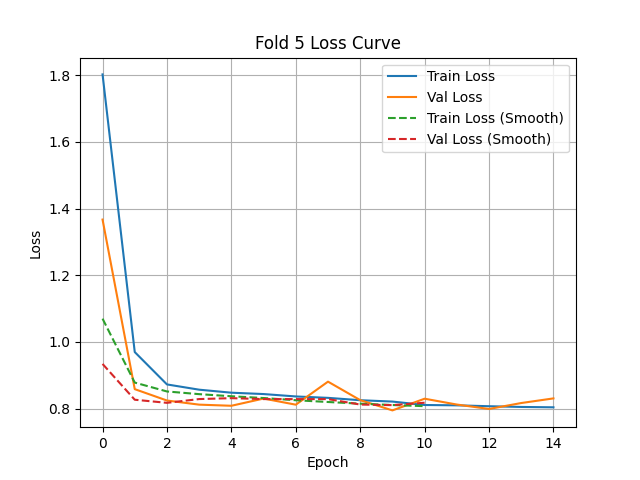 Fold 5 Loss Curve
Train Loss
Val Loss
Train Loss (Smooth)
Val Loss (Smooth)
1.8
1.6
1.4
1.2
1.0
0.8
Loss
0 2 4 6 8 10 12 14
Epoch